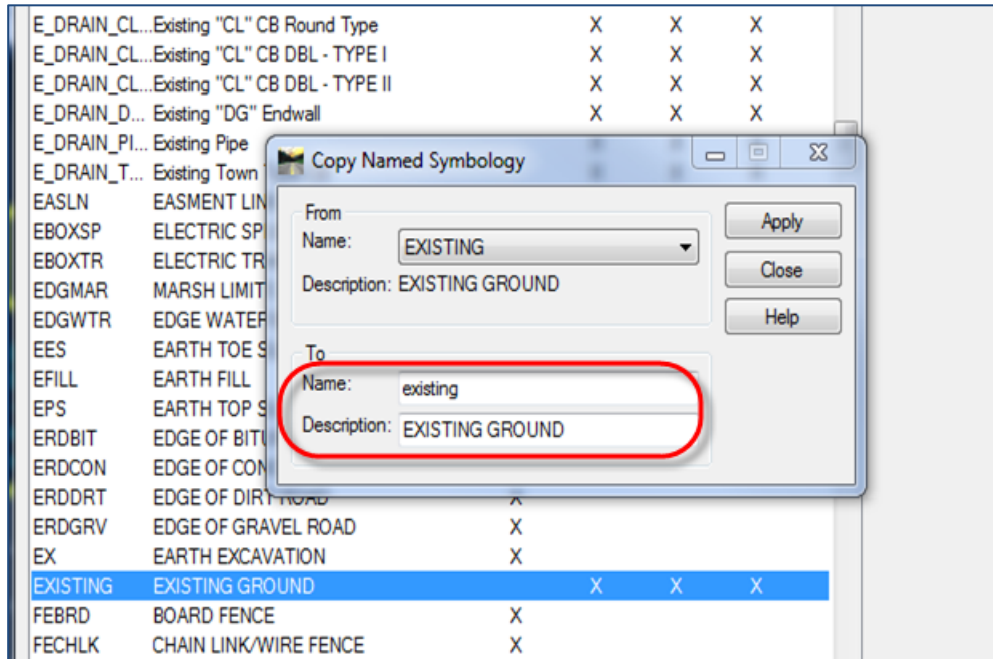 E_DRAIN_CL...Existing "CL" CB Round Type X X X
E_DRAIN_CL...Existing "CL" CB DBL - TYPE I X X X
E_DRAIN_CL...Existing "CL" CB DBL - TYPE II X X X
E_DRAIN_D... Existing "DG" Endwall X X X
E_DRAIN_PI... Existing Pipe
E_DRAIN_T... Existing Town
EASLN EASMENT LIN
EBOXSP ELECTRIC SP
EBOXTR ELECTRIC TR
EDGMAR MARSH LIMIT
EDGWTR EDGE WATER
EES EARTH TOE S
EFILL EARTH FILL
EPS EARTH TOP S
ERDBIT EDGE OF BITU
ERDCON EDGE OF CON
ERDDRT EDGE OF DIRT ROAD X
ERDGRV EDGE OF GRAVEL ROAD X
EX EARTH EXCAVATION X
EXISTING EXISTING GROUND X X X
FEBRD BOARD FENCE X
FECHLK CHAIN LINK/WIRE FENCE X
Copy Named Symbology
From
Name: EXISTING
Description: EXISTING GROUND
To
Name: existing
Description: EXISTING GROUND
Apply
Close
Help